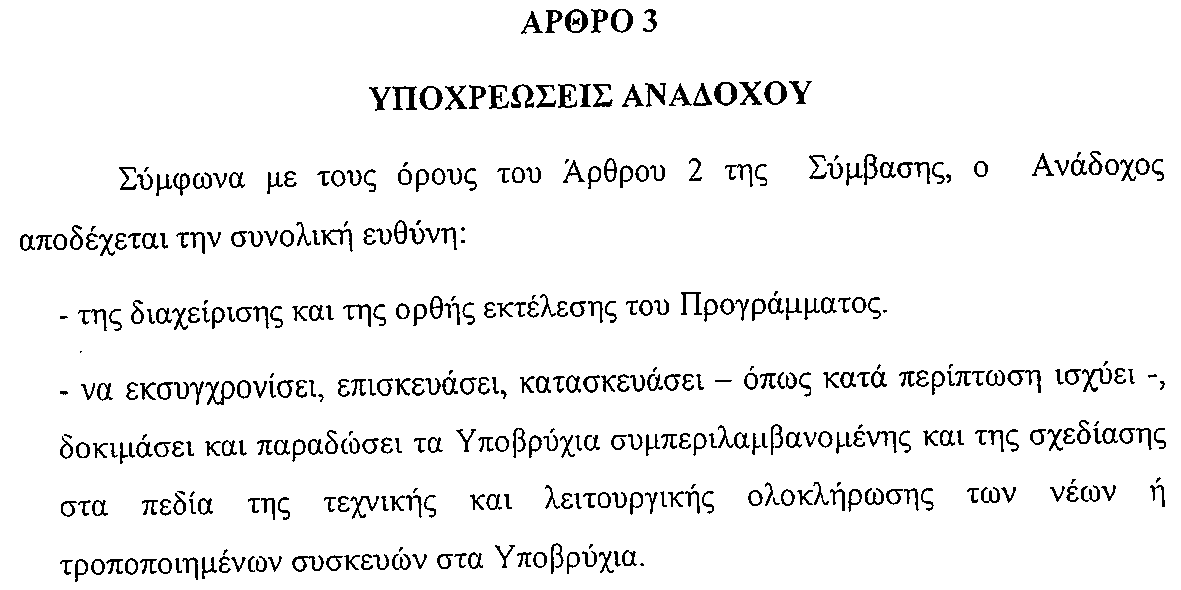 ΑΡΘΡΟ 3
ΥΠΟΧΡΕΩΣΕΙΣ ΑΝΑΔΟΧΟΥ
Σύμφωνα με τους όρους του Άρθρου 2 της Σύμβασης, ο Ανάδοχος
αποδέχεται την συνολική ευθύνη:
- της διαχείρισης και της ορθής εκτέλεσης του Προγράμματος.
- να εκσυγχρονίσει, επισκευάσει, κατασκευάσει – όπως κατά περίπτωση ισχύει -,
δοκιμάσει και παραδώσει τα Υποβρύχια συμπεριλαμβανομένης και της σχεδίασης
στα πεδία της τεχνικής και λειτουργικής ολοκλήρωσης των νέων ή
τροποποιημένων συσκευών στα Υποβρύχια.